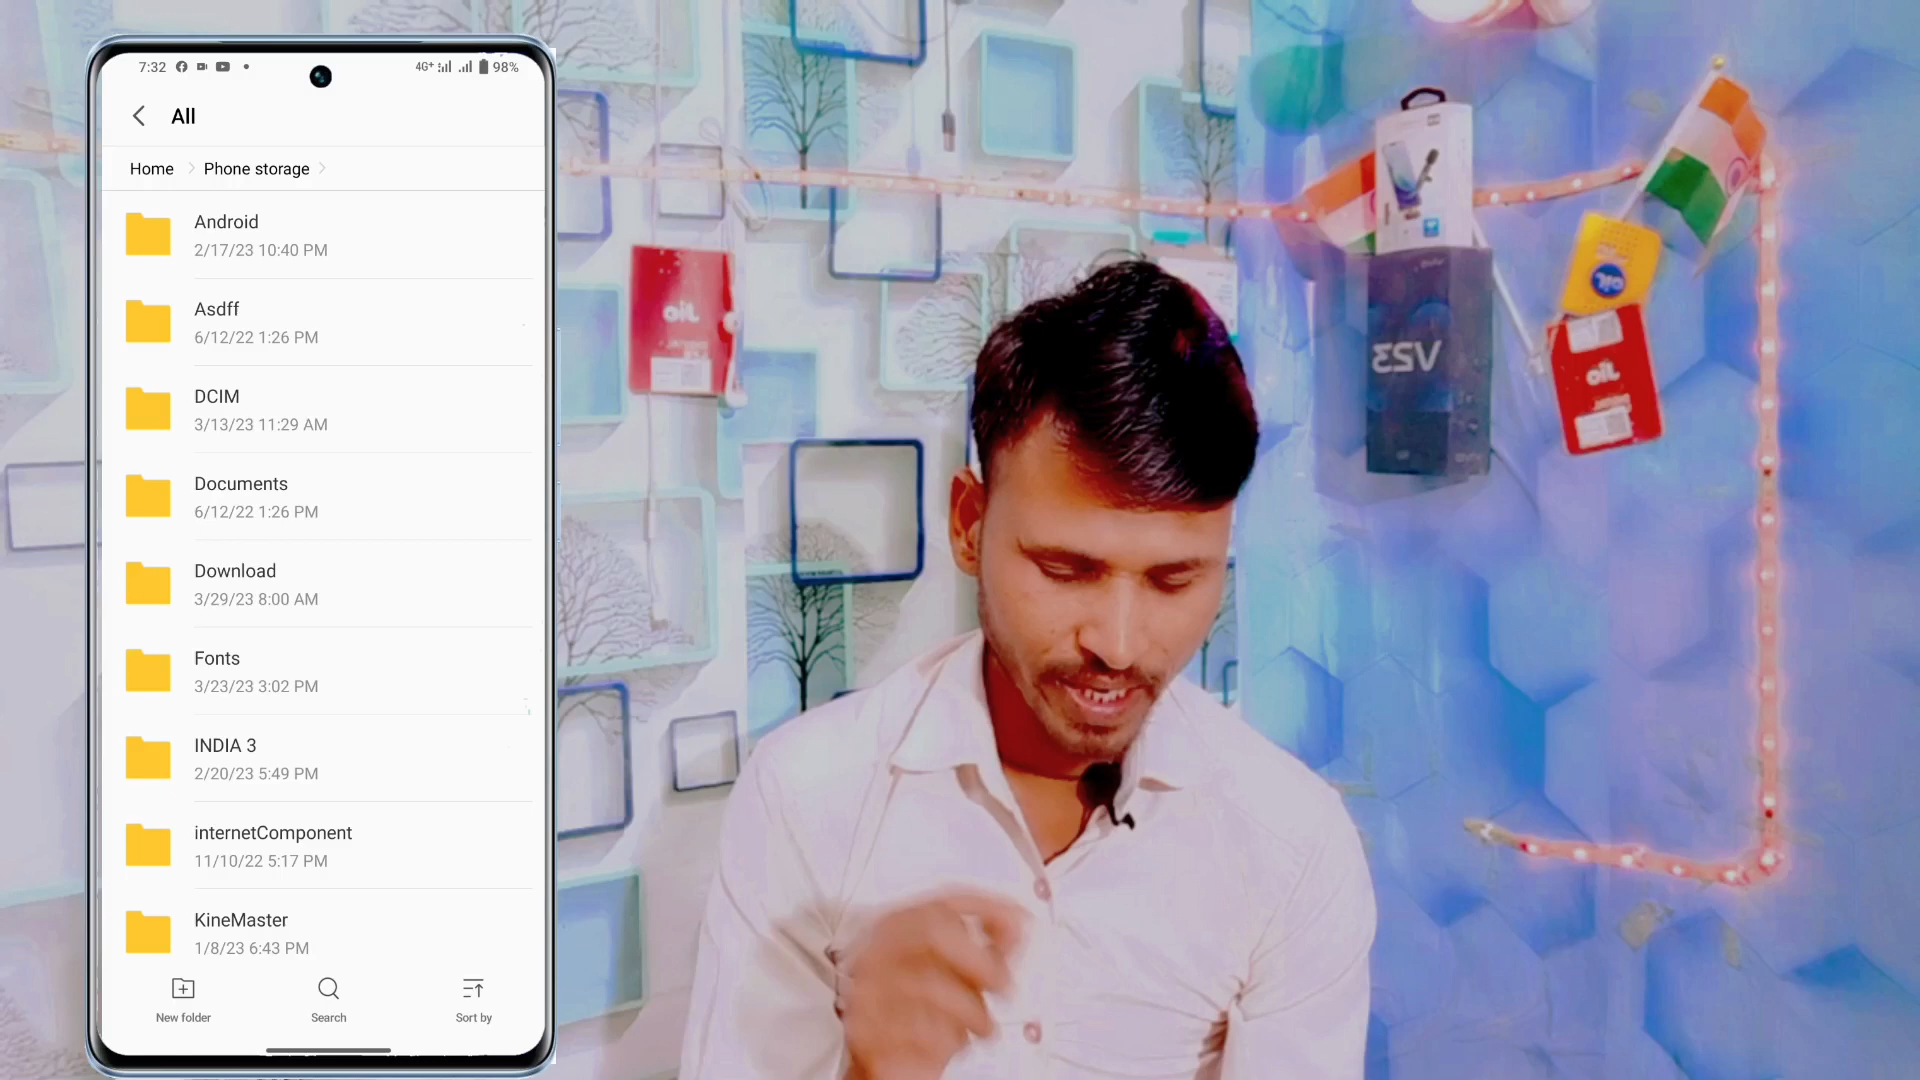 7:32
4G+
98%
All
Home
Phone storage
Android
2/17/23 10:40 PM
Asdff
6/12/22 1:26 PM
DCIM
3/13/23 11:29 AM
Documents
6/12/22 1:26 PM
Download
3/29/23 8:00 AM
Fonts
3/23/23 3:02 PM
INDIA 3
2/20/23 5:49 PM
internetComponent
11/10/22 5:17 PM
KineMaster
1/8/23 6:43 PM
New folder
Search
Sort by
Jio
V23
Jio
Jio